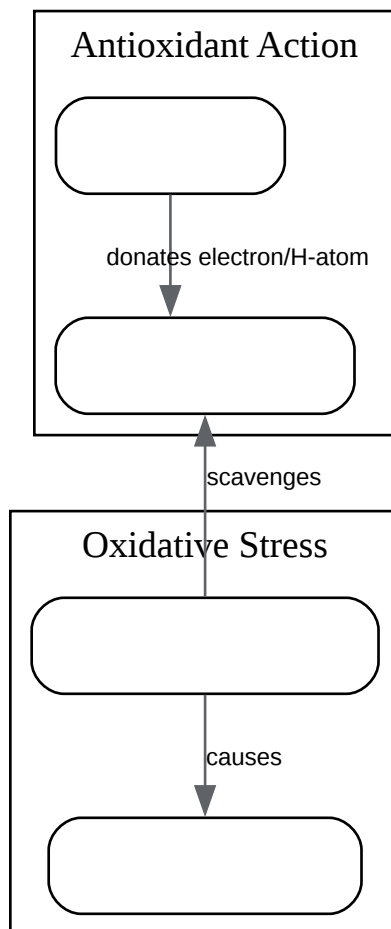 Antioxidant Action
donates electron/H-atom
scavenges
Oxidative Stress
causes